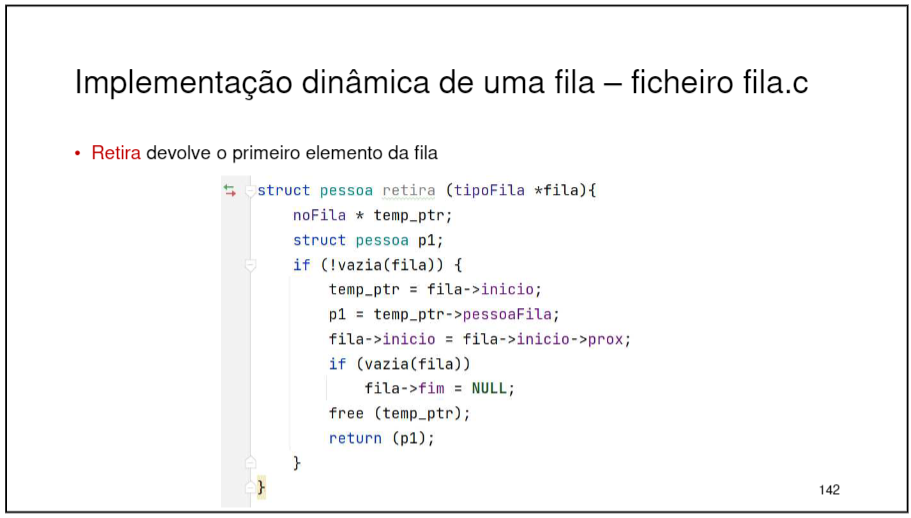 Implementação dinâmica de uma fila – ficheiro fila.c
• Retira devolve o primeiro elemento da fila
struct pessoa retira (tipoFila *fila){
noFila * temp_ptr;
struct pessoa p1;
if (!vazia(fila)) {
temp_ptr = fila->inicio;
p1 = temp_ptr->pessoaFila;
fila->inicio = fila->inicio->prox;
if (vazia(fila))
fila->fim = NULL;
free (temp_ptr);
return (p1);
}
}
142